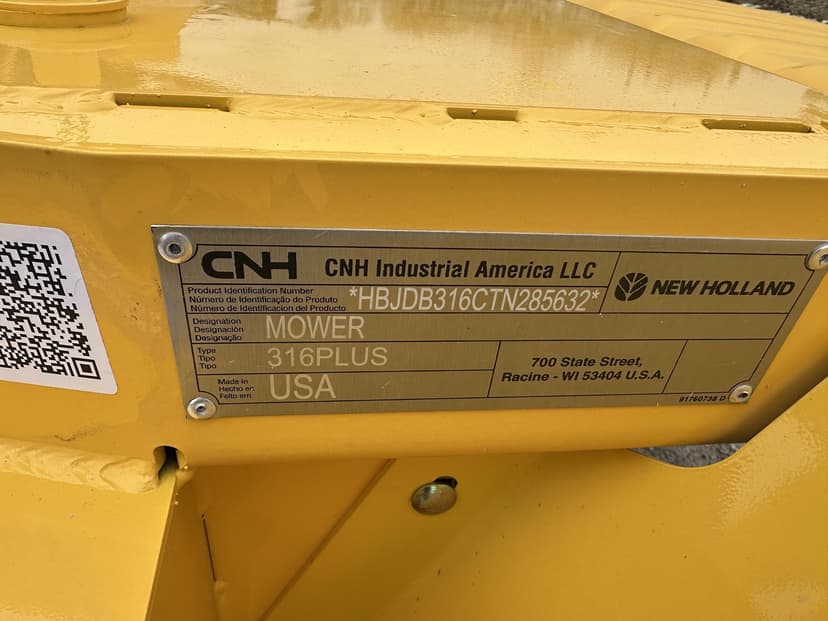 CNH CNH Industrial America LLC
NEW HOLLAND
Product Identification Number
Número de Identificação do Produto
Número de Identificacion del Producto
*HBJDB316CTN285632*
Designation
Designación
Designação
MOWER
Type
Tipo
Tipo
316PLUS
700 State Street,
Racine - WI 53404 U.S.A.
Made in
Hecho en
Feito em
USA
91760738 D